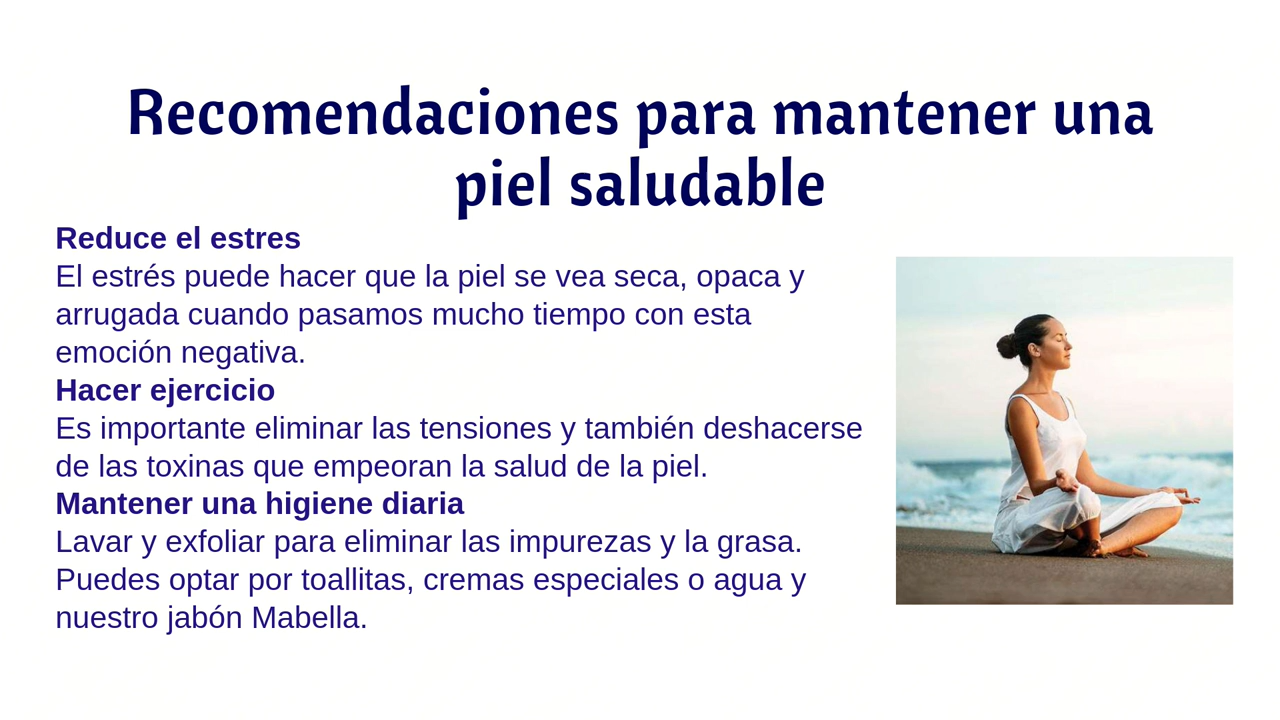 Recomendaciones para mantener una
piel saludable
Reduce el estres
El estrés puede hacer que la piel se vea seca, opaca y
arrugada cuando pasamos mucho tiempo con esta
emoción negativa.
Hacer ejercicio
Es importante eliminar las tensiones y también deshacerse
de las toxinas que empeoran la salud de la piel.
Mantener una higiene diaria
Lavar y exfoliar para eliminar las impurezas y la grasa.
Puedes optar por toallitas, cremas especiales o agua y
nuestro jabón Mabella.